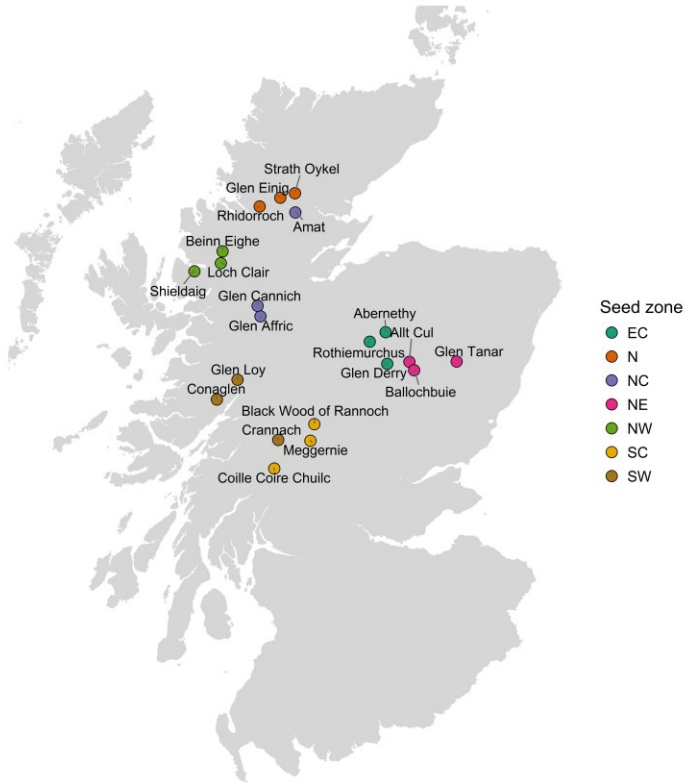 Strath Oykel
Glen Einig
Rhidorroch
Amat
Beinn Eighe
Loch Clair
Shieldaig
Glen Cannich
Glen Affric
Abernethy
Allt Cul
Rothiemurchus
Glen Tanar
Glen Derry
Ballochbuie
Glen Loy
Conaglen
Black Wood of Rannoch
Crannach
Meggernie
Coille Coire Chuilc
Seed zone
EC
N
NC
NE
NW
SC
SW